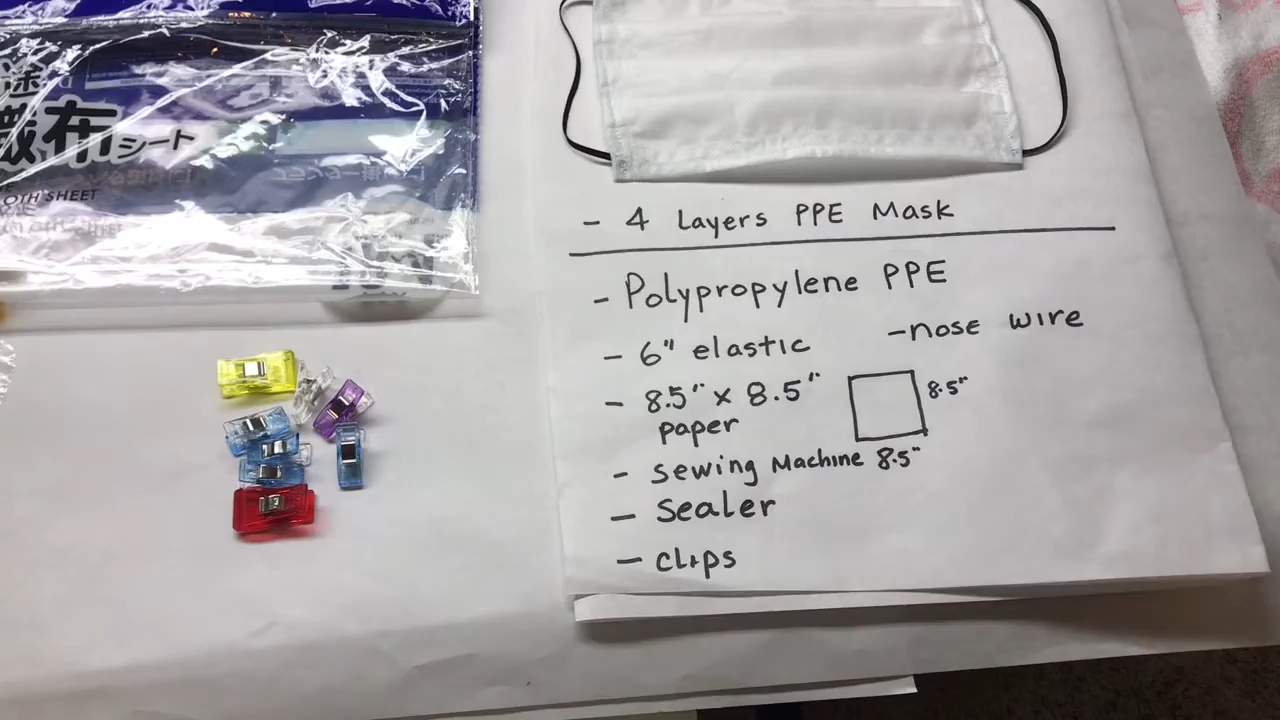 途
織布シート
OTH SHEET
- 4 Layers PPE Mask
- Polypropylene PPE
- 6" elastic
- nose wire
- 8.5" x 8.5"
paper
8.5"
8.5"
- Sewing Machine
- Sealer
- clips